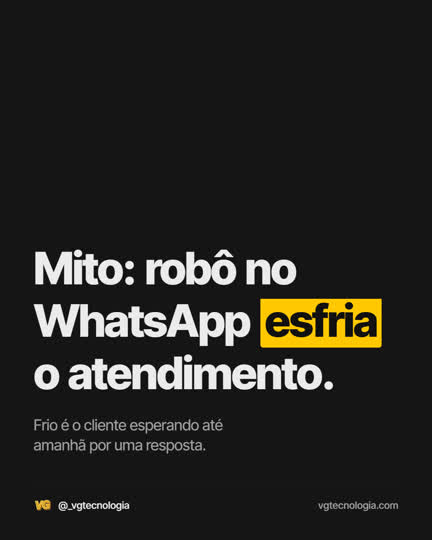 Mito: robô no
WhatsApp esfria
o atendimento.
Frio é o cliente esperando até
amanhã por uma resposta.
VG @_vgtecnologia vgtecnologia.com